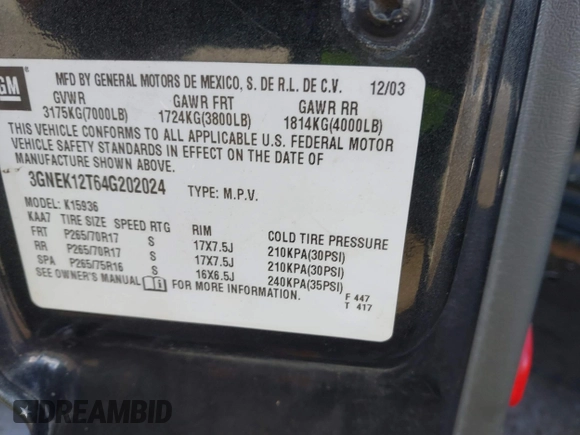 GM
MFD BY GENERAL MOTORS DE MEXICO, S. DE R.L. DE C.V. 12/03
GVWR GAWR FRT GAWR RR
3175KG(7000LB) 1724KG(3800LB) 1814KG(4000LB)
THIS VEHICLE CONFORMS TO ALL APPLICABLE U.S. FEDERAL MOTOR
VEHICLE SAFETY STANDARDS IN EFFECT ON THE DATE OF
MANUFACTURE SHOWN ABOVE.
3GNEK12T64G202024 TYPE: M.P.V.
MODEL: K15936
KAA7 TIRE SIZE SPEED RTG RIM COLD TIRE PRESSURE
FRT P265/70R17 S 17X7.5J 210KPA(30PSI)
RR P265/70R17 S 17X7.5J 210KPA(30PSI)
SPA P265/75R16 S 16X6.5J 240KPA(35PSI)
SEE OWNER'S MANUAL FOR MORE INFORMATION.
F 447
T 417
DREAMBID